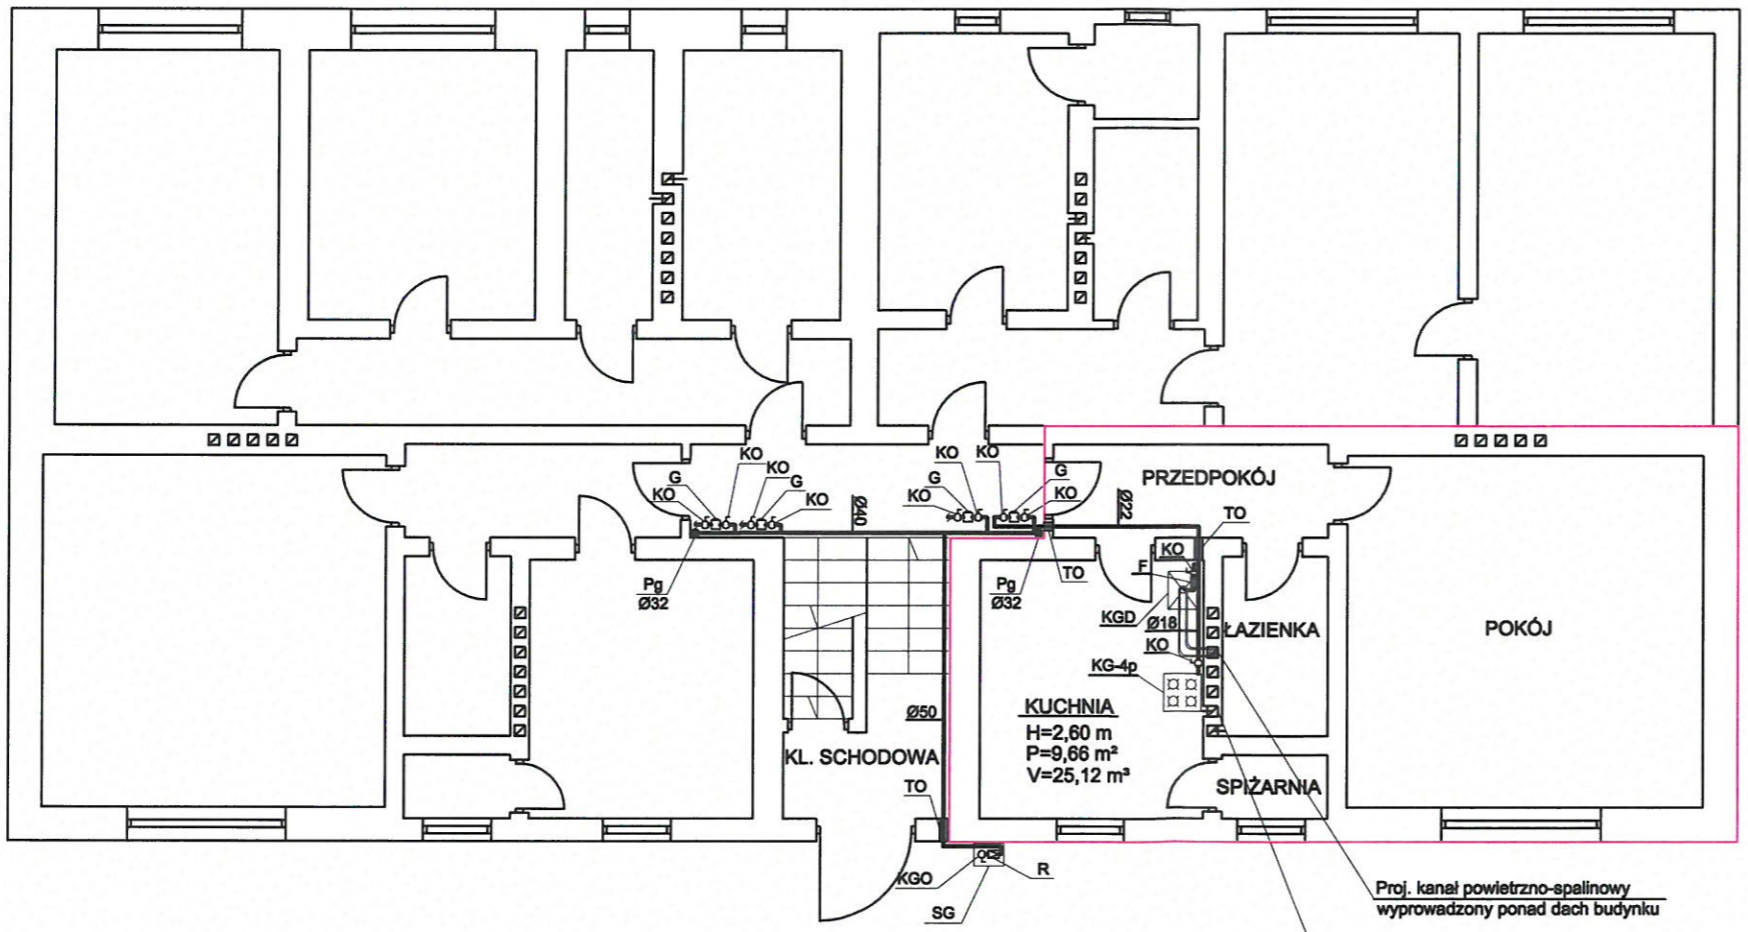 KO
KO
G
G
KO
KO
Ø40
KO
KO
G
G
KO
KO
PRZEDPOKÓJ
Ø22
TO
KO
F
TO
Pg
Ø32
Pg
Ø32
KGD
Ø18
ŁAZIENKA
POKÓJ
KO
KG-4p
KUCHNIA
H=2,60 m
P=9,66 m²
V=25,12 m³
Ø50
KL. SCHODOWA
TO
SPIŻARNIA
KGO
R
SG
Proj. kanał powietrzno-spalinowy
wyprowadzony ponad dach budynku